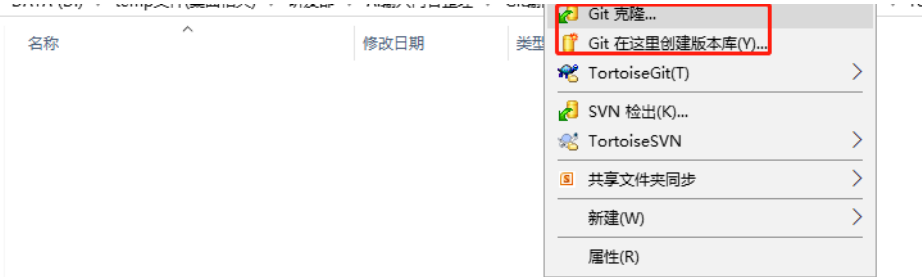 Git 克隆...
名称 修改日期 类型
Git 在这里创建版本库(Y)...
TortoiseGit(T)
SVN 检出(K)...
TortoiseSVN
共享文件夹同步
新建(W)
属性(R)